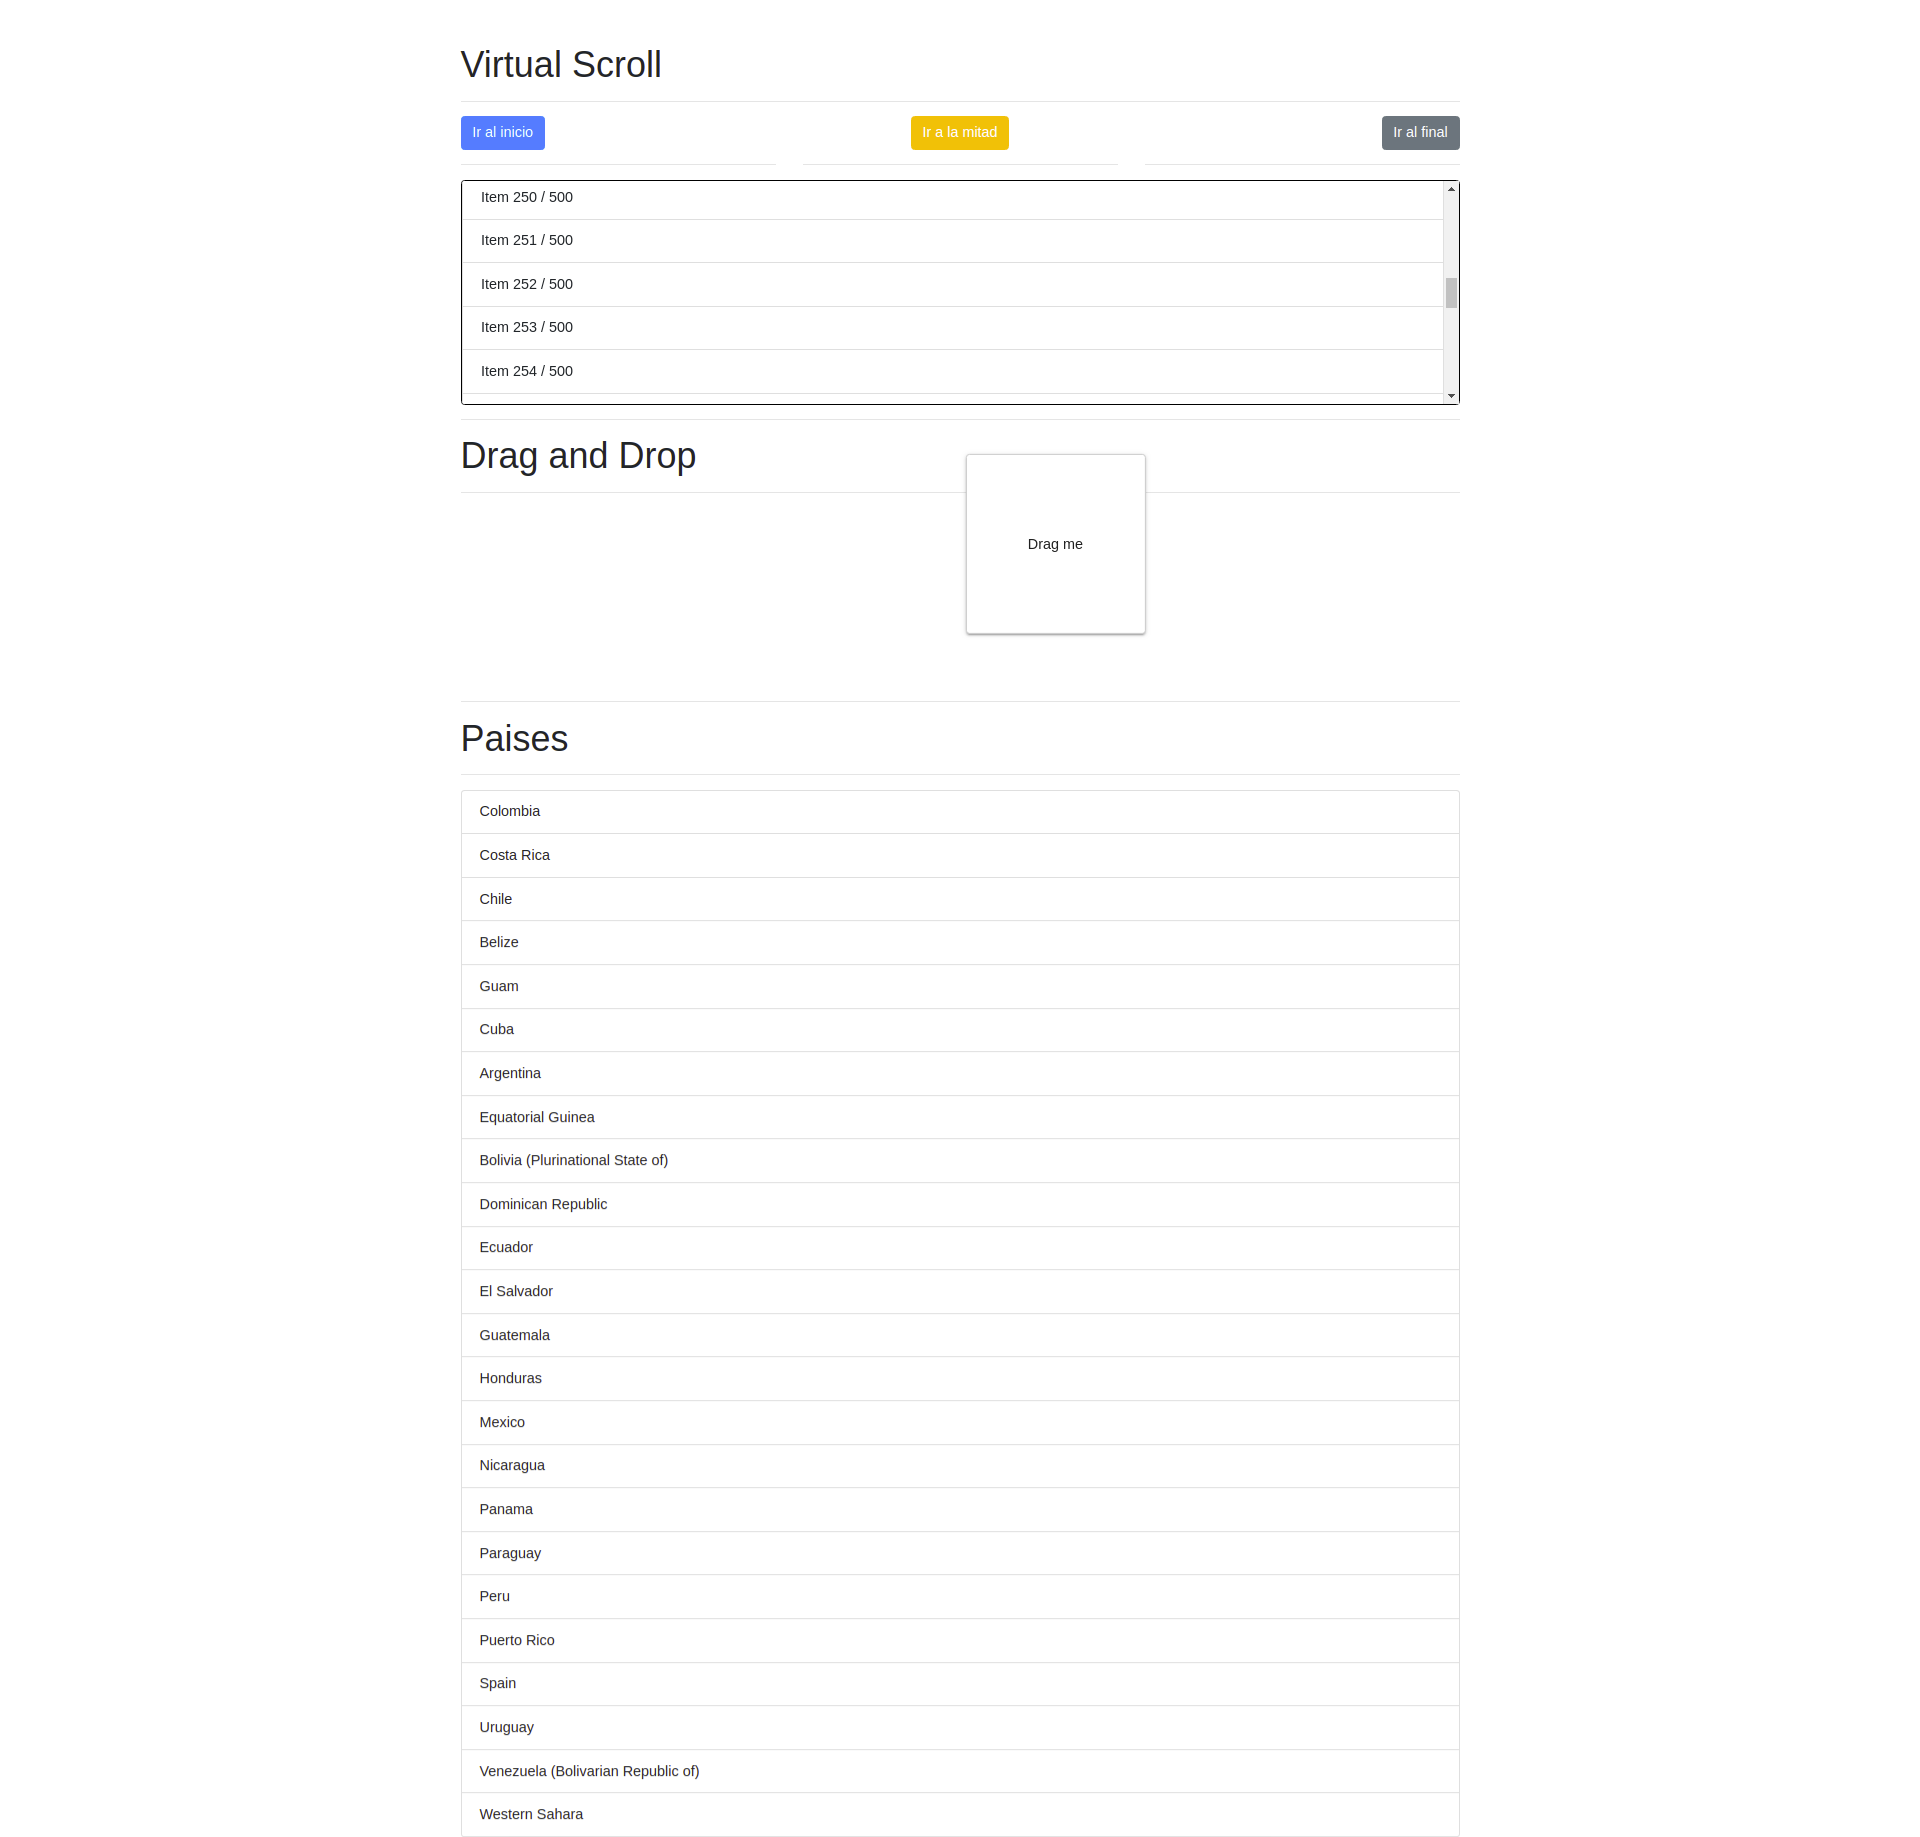 Virtual Scroll
Ir al inicio
Ir a la mitad
Ir al final
Item 250 / 500
Item 251 / 500
Item 252 / 500
Item 253 / 500
Item 254 / 500
Drag and Drop
Drag me
Paises
Colombia
Costa Rica
Chile
Belize
Guam
Cuba
Argentina
Equatorial Guinea
Bolivia (Plurinational State of)
Dominican Republic
Ecuador
El Salvador
Guatemala
Honduras
Mexico
Nicaragua
Panama
Paraguay
Peru
Puerto Rico
Spain
Uruguay
Venezuela (Bolivarian Republic of)
Western Sahara